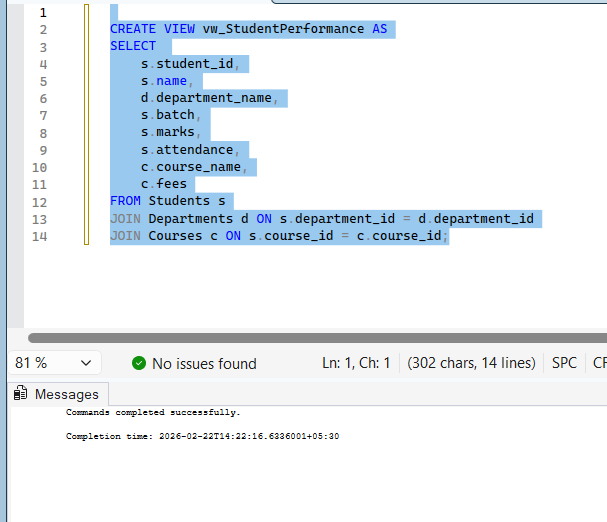 1
2 CREATE VIEW vw_StudentPerformance AS
3 SELECT
4 s.student_id,
5 s.name,
6 d.department_name,
7 s.batch,
8 s.marks,
9 s.attendance,
10 c.course_name,
11 c.fees
12 FROM Students s
13 JOIN Departments d ON s.department_id = d.department_id
14 JOIN Courses c ON s.course_id = c.course_id;
81 % No issues found Ln: 1, Ch: 1 (302 chars, 14 lines) SPC
Messages
Commands completed successfully.
Completion time: 2026-02-22T14:22:16.6336001+05:30